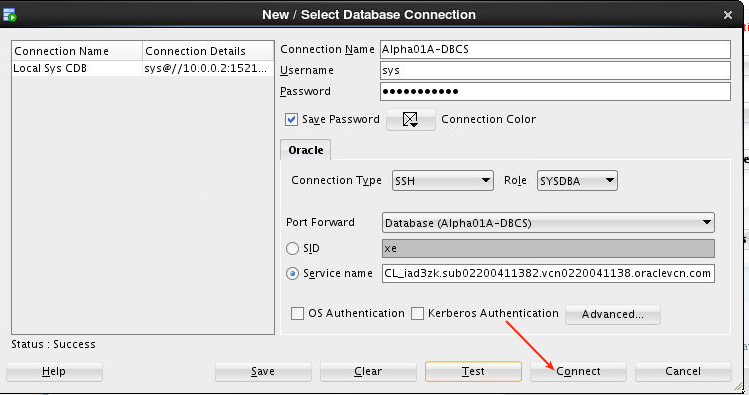 New / Select Database Connection
Connection Name Connection Details
Local Sys CDB sys@//10.0.0.2:1521...
Connection Name Alpha01A-DBCS
Username sys
Password ●●●●●●●●●●●
Save Password Connection Color
Oracle
Connection Type SSH Role SYSDBA
Port Forward Database (Alpha01A-DBCS)
SID xe
Service name CL_iad3zk.sub02200411382.vcn0220041138.oraclevcn.com
OS Authentication Kerberos Authentication Advanced...
Status : Success
Help Save Clear Test Connect Cancel